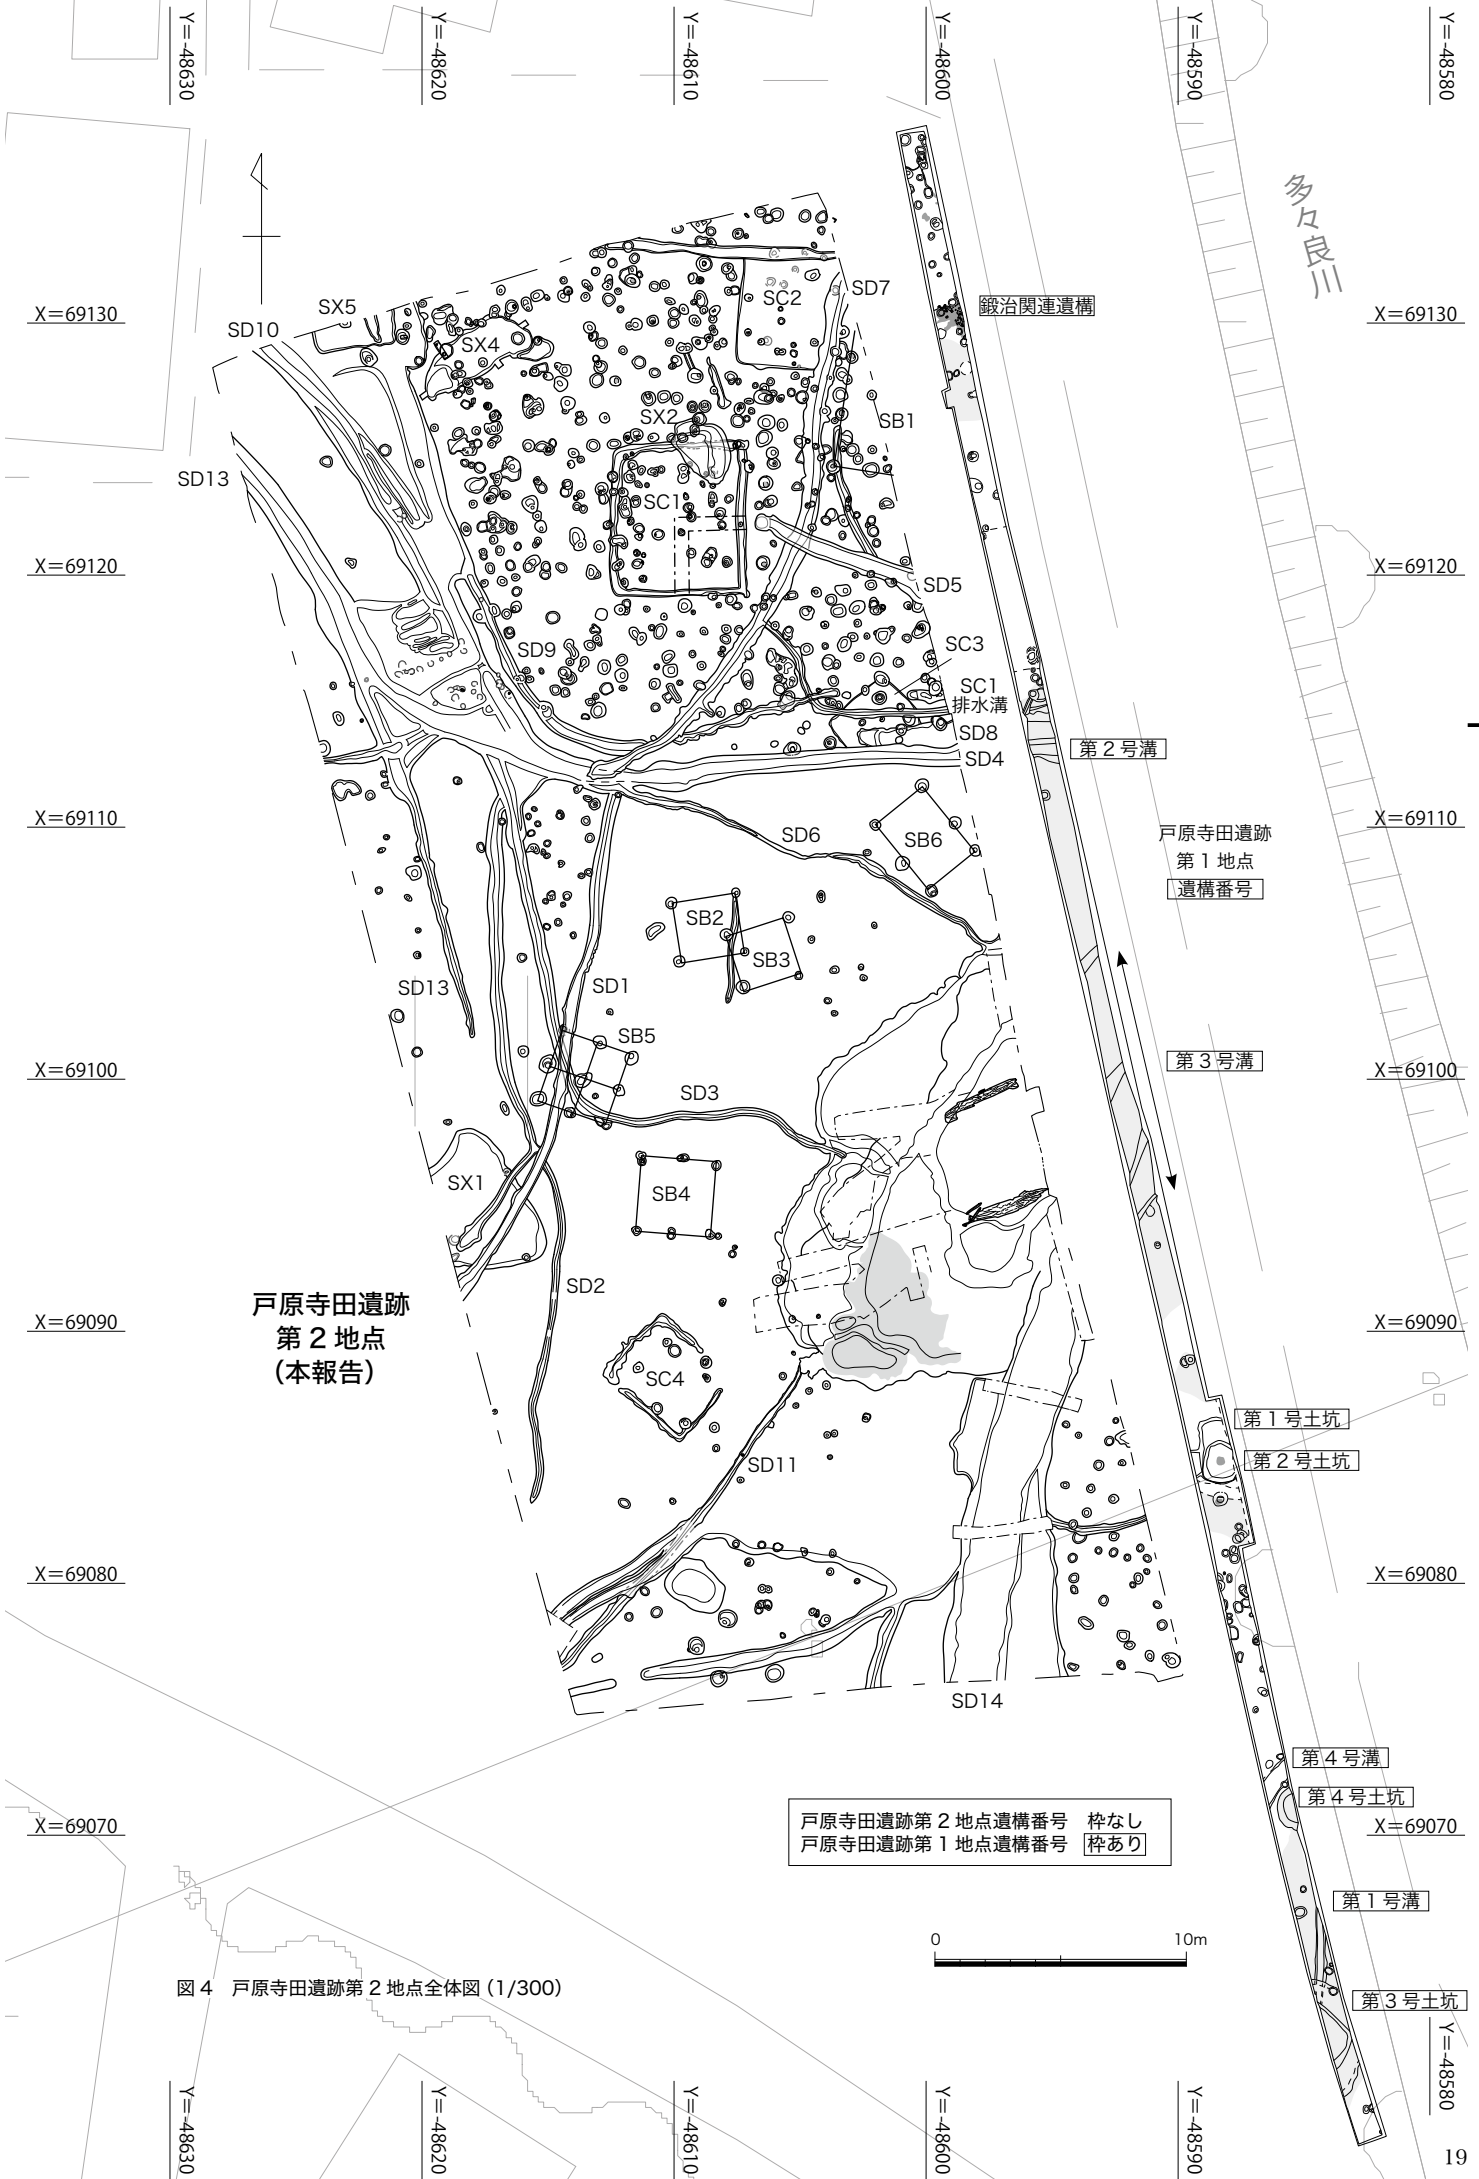 Y=-48630
Y=-48620
Y=-48610
Y=-48600
Y=-48590
Y=-48580
多々良川
X=69130
X=69130
SX5
SD10
SX4
SC2
SD7
鍛治関連遺構
SX2
SB1
SD13
SC1
X=69120
X=69120
SD5
SD9
SC3
SC1
排水溝
SD8
SD4
第2号溝
X=69110
X=69110
SD6
SB6
戸原寺田遺跡
第1地点
遺構番号
SB2
SB3
SD13
SD1
SB5
X=69100
X=69100
第3号溝
SD3
SX1
SB4
SD2
戸原寺田遺跡
第2地点
(本報告)
X=69090
X=69090
SC4
第1号土坑
第2号土坑
SD11
X=69080
X=69080
SD14
第4号溝
第4号土坑
戸原寺田遺跡第2地点遺構番号 枠なし
戸原寺田遺跡第1地点遺構番号 枠あり
X=69070
X=69070
第1号溝
0 10m
図4 戸原寺田遺跡第2地点全体図 (1/300)
第3号土坑
Y=-48630
Y=-48620
Y=-48610
Y=-48600
Y=-48590
Y=-48580
19